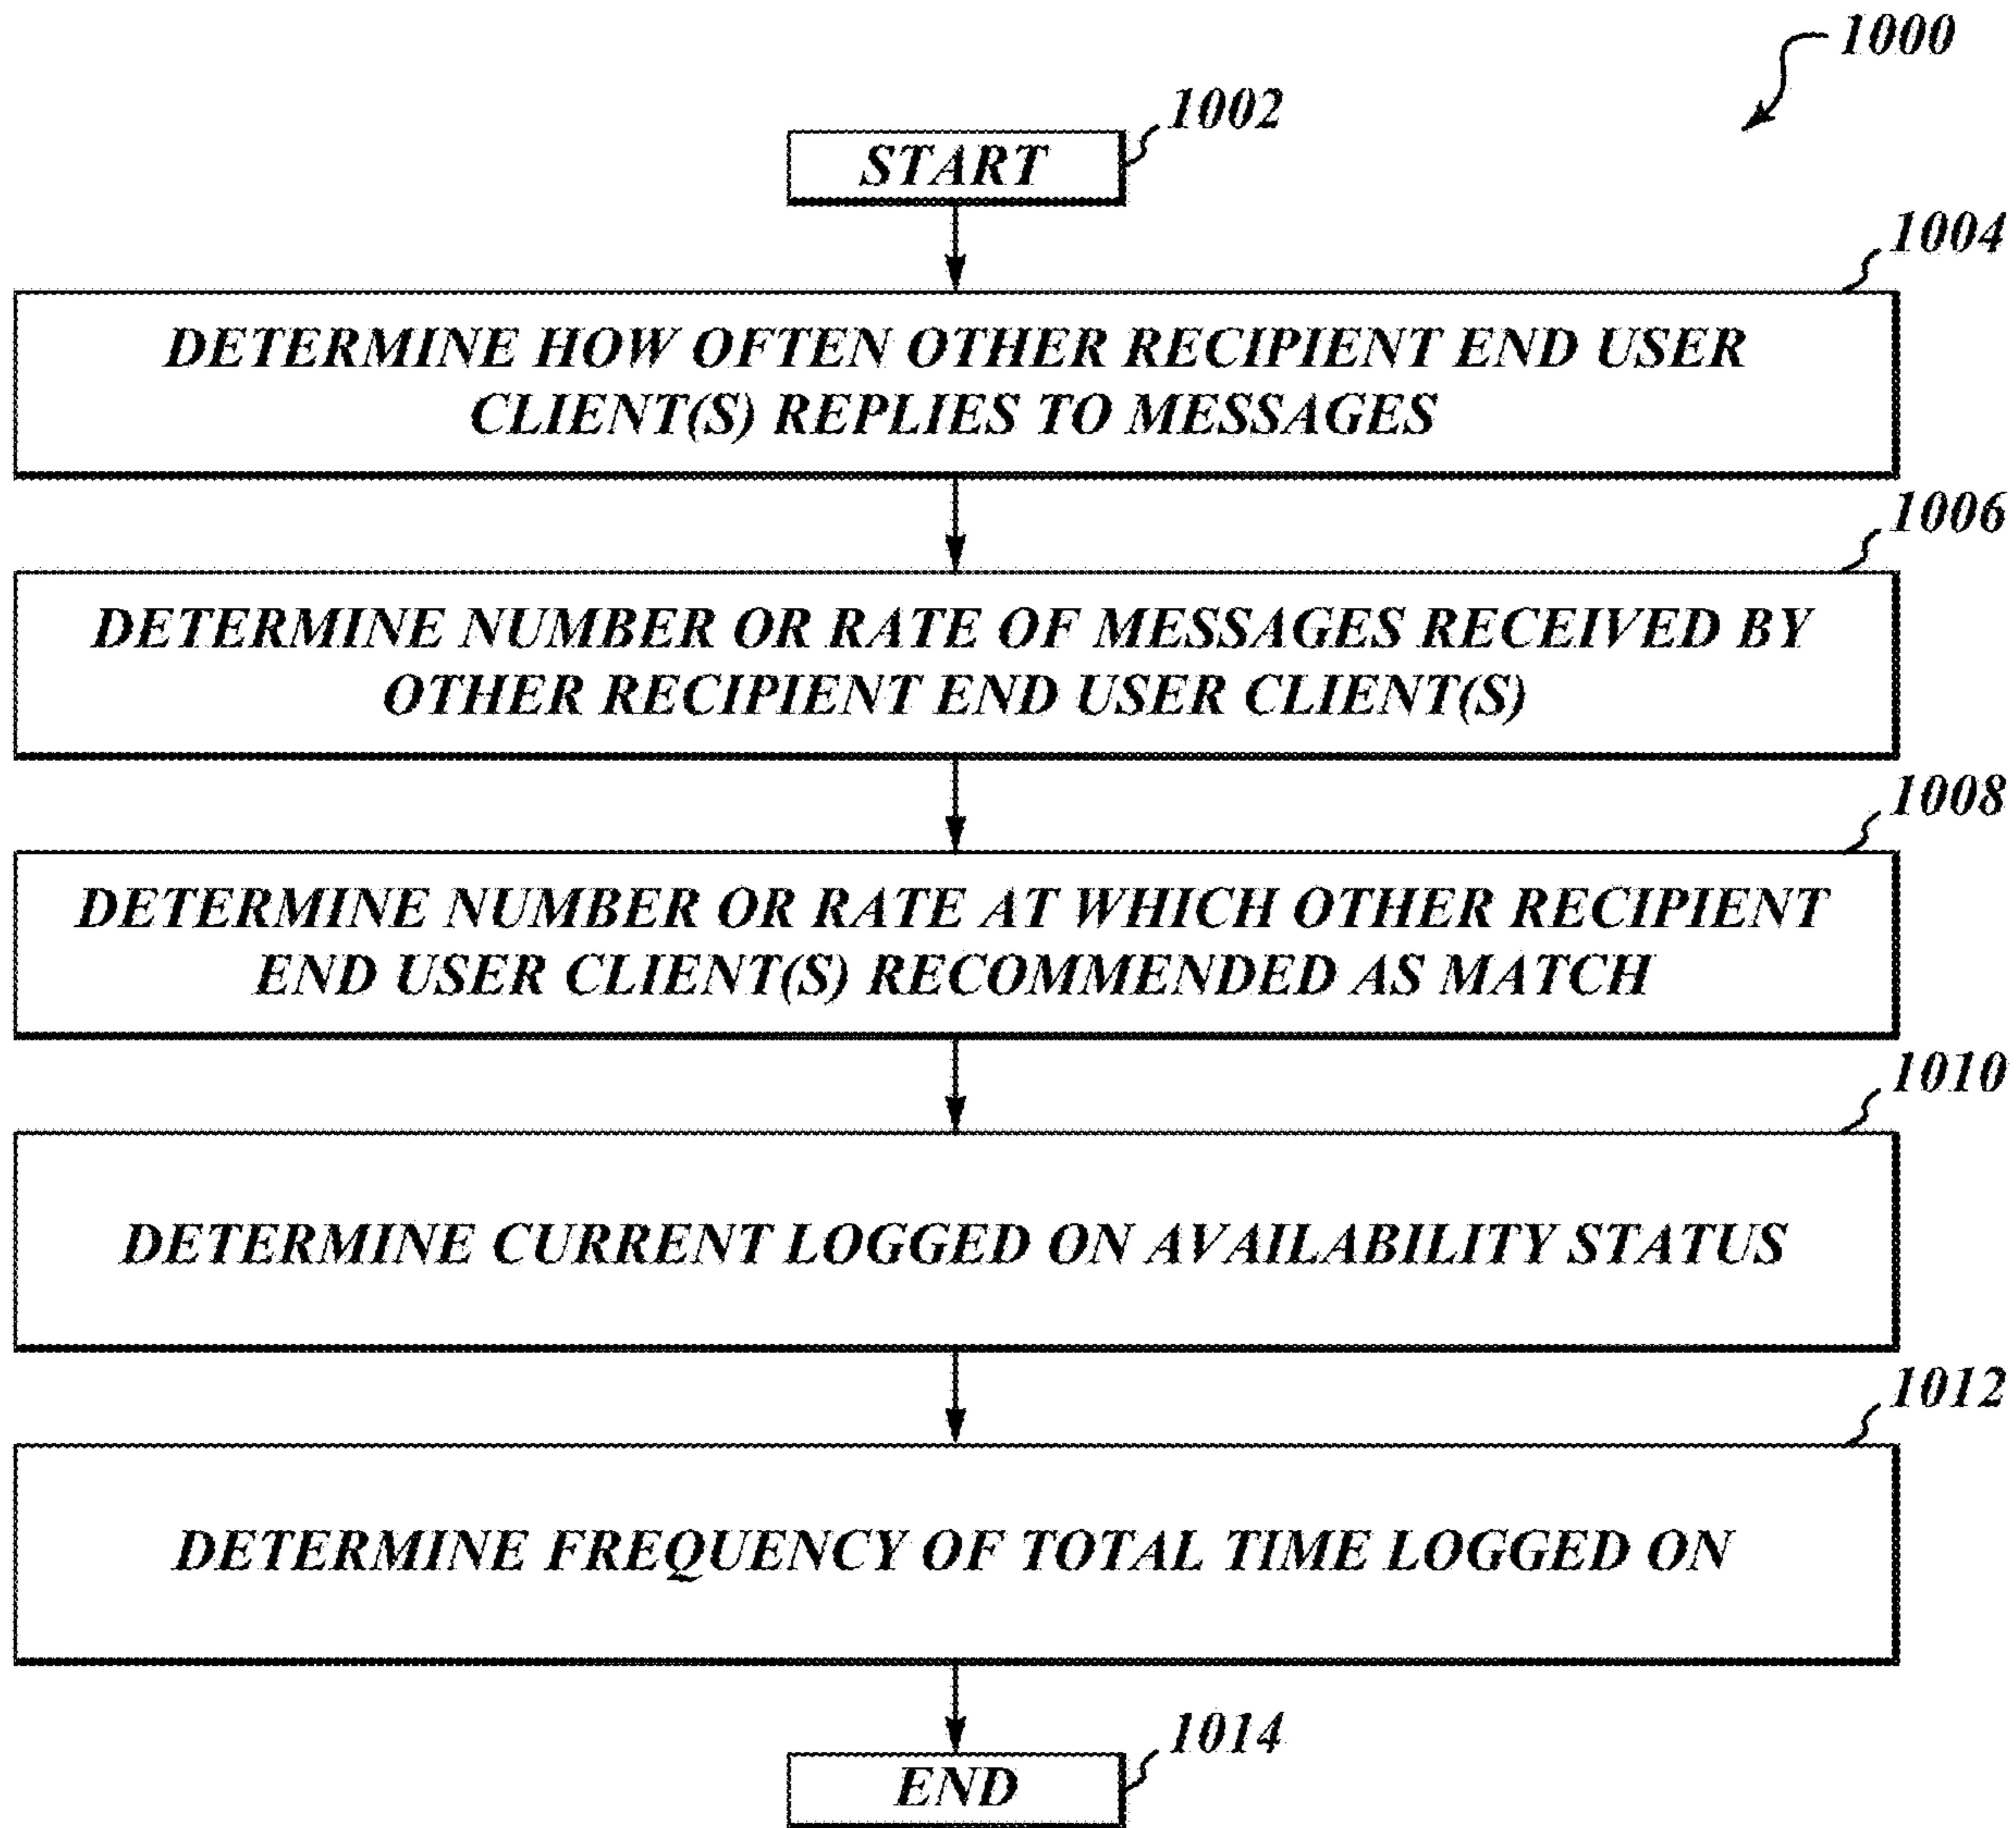 1000
1002
START
1004
DETERMINE HOW OFTEN OTHER RECIPIENT END USER
CLIENT(S) REPLIES TO MESSAGES
1006
DETERMINE NUMBER OR RATE OF MESSAGES RECEIVED BY
OTHER RECIPIENT END USER CLIENT(S)
1008
DETERMINE NUMBER OR RATE AT WHICH OTHER RECIPIENT
END USER CLIENT(S) RECOMMENDED AS MATCH
1010
DETERMINE CURRENT LOGGED ON AVAILABILITY STATUS
1012
DETERMINE FREQUENCY OF TOTAL TIME LOGGED ON
1014
END